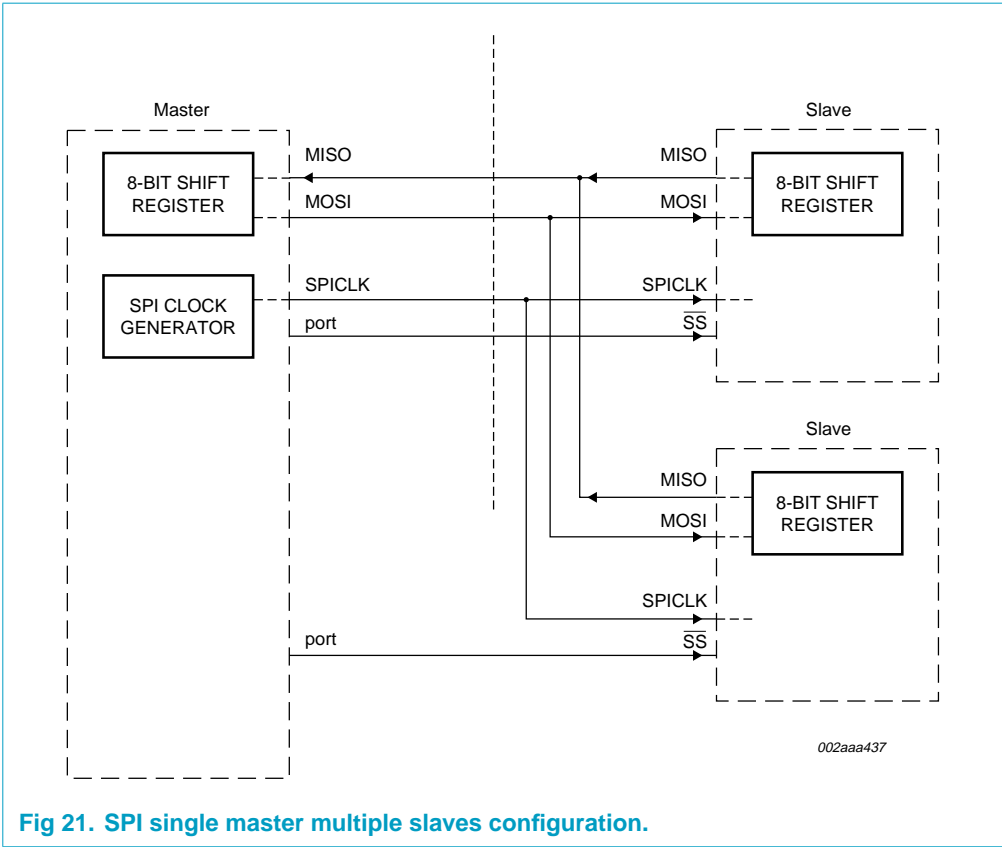 Master
Slave
8-BIT SHIFT
REGISTER
MISO
MISO
8-BIT SHIFT
REGISTER
MOSI
MOSI
SPI CLOCK
GENERATOR
SPICLK
SPICLK
port
SS
Slave
MISO
8-BIT SHIFT
REGISTER
MOSI
SPICLK
port
SS
002aaa437
Fig 21. SPI single master multiple slaves configuration.